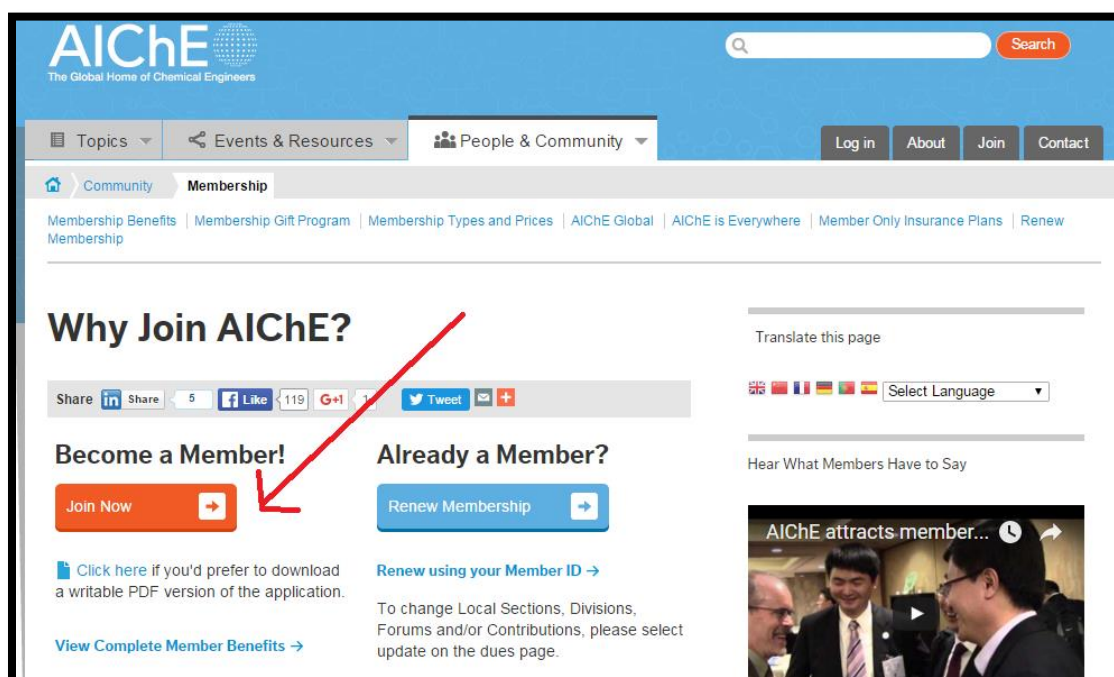 AIChE
The Global Home of Chemical Engineers
Search
Topics
Events & Resources
People & Community
Log in
About
Join
Contact
Community
Membership
Membership Benefits | Membership Gift Program | Membership Types and Prices | AIChE Global | AIChE is Everywhere | Member Only Insurance Plans | Renew
Membership
Why Join AIChE?
Translate this page
Share in Share 5 Like 119 G+1 Tweet
Select Language
Become a Member!
Already a Member?
Hear What Members Have to Say
Join Now
Renew Membership
AIChE attracts member...
Click here if you'd prefer to download
a writable PDF version of the application.
Renew using your Member ID →
To change Local Sections, Divisions,
Forums and/or Contributions, please select
update on the dues page.
View Complete Member Benefits →